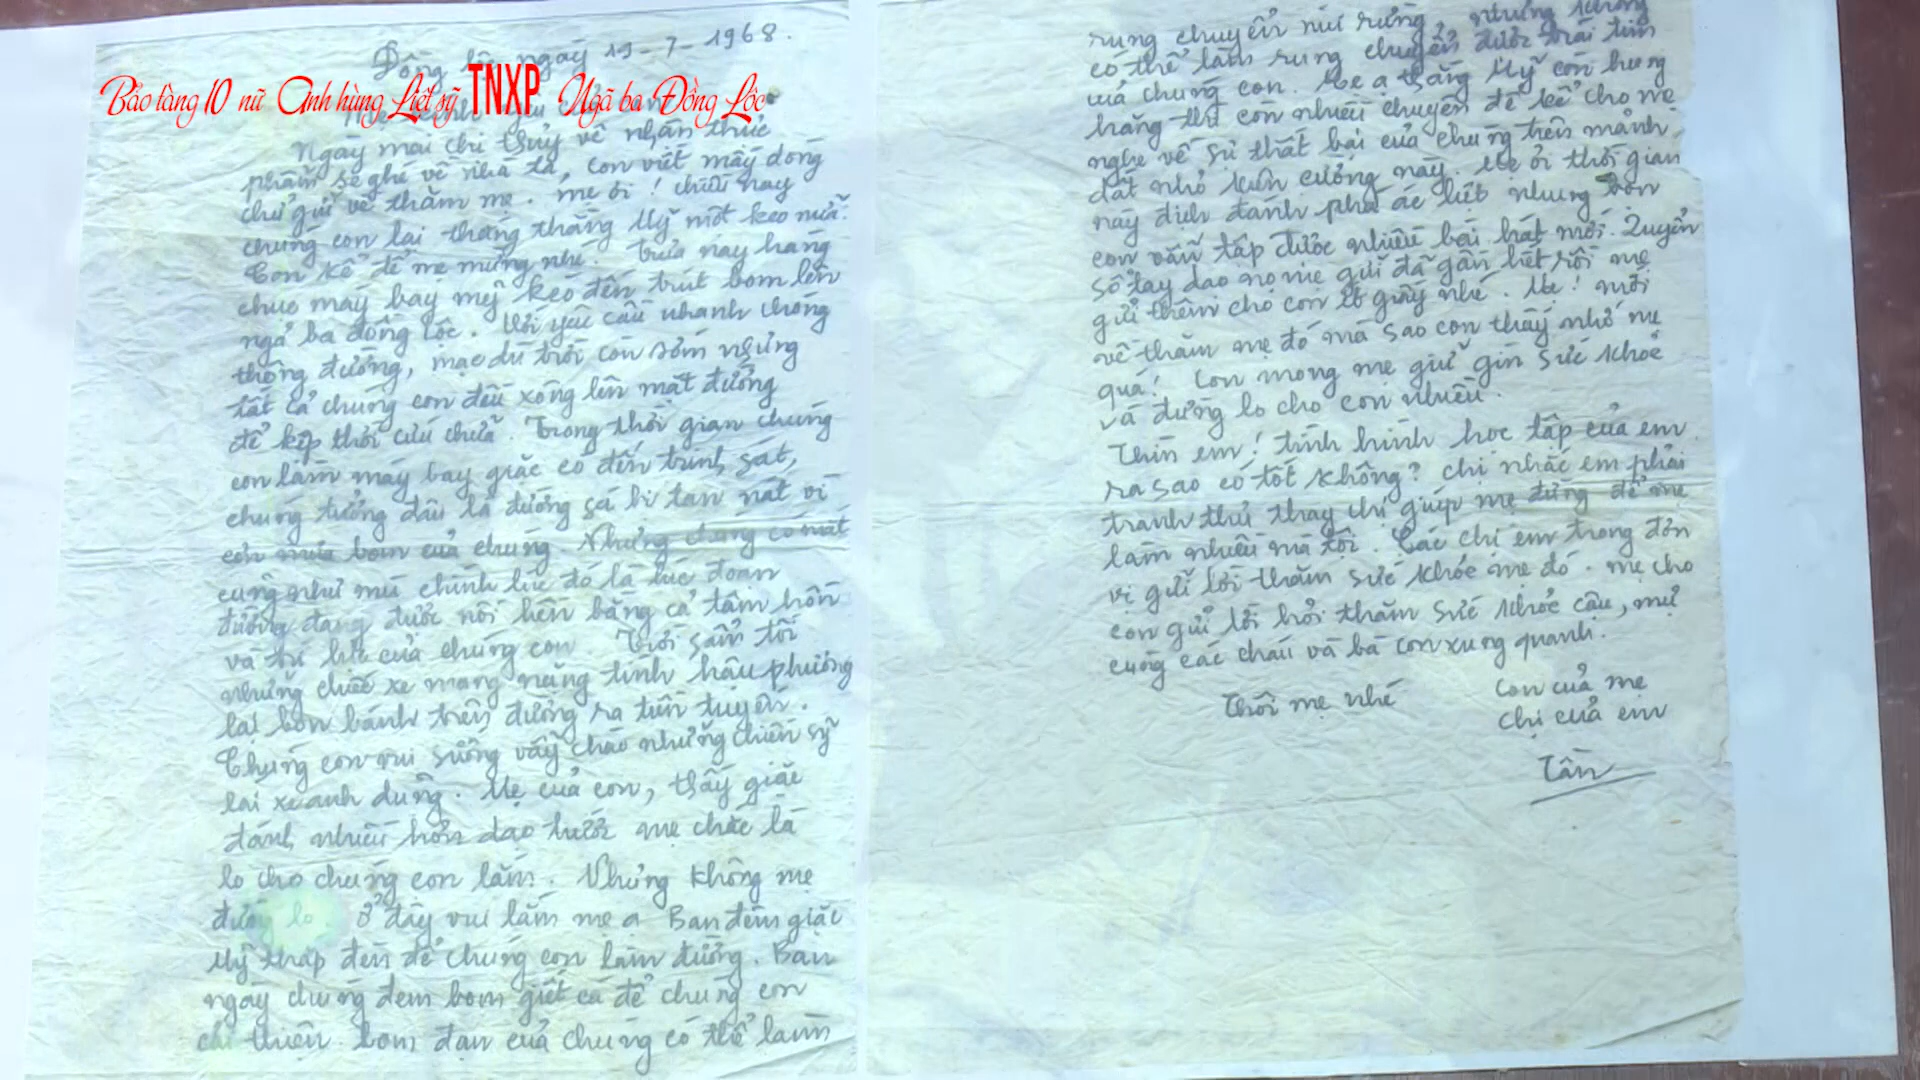 Đồng Lộc ngày 19-7-1968.
Bảo tàng 10 nữ Anh hùng Liệt sỹ TNXP Ngã ba Đồng Lộc
Ngày mai chị Thủy về nhận thực
phẩm sẽ ghé về nhà ta, con viết mấy dòng
chữ gửi về thăm mẹ. Mẹ ơi! chiều nay
chúng con lại thắng thằng Mỹ một keo nữa.
Con kể để mẹ mừng nhé. Trưa nay hàng
chục máy bay mỹ kéo đến trút bom lên
ngả ba đồng lộc. Với yêu cầu nhanh chóng
thông đường, mặc dù trời còn sớm nhưng
tất cả chúng con đều xông lên mặt đường
để kịp thời cứu chữa. Trong thời gian chúng
con làm máy bay giặc có đến trinh sát,
chúng tưởng đâu là đường sá bị tan nát vì
cơn mưa bom của chúng. Nhưng chúng có mắt
cũng như mù chính lúc đó là lúc đoạn
đường đang được nối liền bằng cả tâm hồn
và trí lực của chúng con. Trời sẩm tối
những chiếc xe mang nặng tình hậu phương
lại bon bánh trên đường ra tiền tuyến.
Chúng con vui sướng vẫy chào những chiến sỹ
lái xe anh dũng. Mẹ của con, thấy giặc
đánh nhiều hơn dạo trước mẹ chắc là
lo cho chúng con lắm. Nhưng không mẹ
đừng lo ở đây vui lắm mẹ ạ Ban đêm giặc
Mỹ thắp đèn để chúng con làm đường. Ban
ngày chúng đem bom giết cá để chúng con
cải thiện. bom đạn của chúng có thể làm
rung chuyển núi rừng, nhưng không
có thể làm rung chuyển được trái tim
của chúng con. Mẹ ạ thằng Mỹ còn hung
hăng thì còn nhiều chuyện để kể cho mẹ
nghe về sự thất bại của chúng trên mảnh
đất nhỏ kiên cường này. Mẹ ơi thời gian
này địch đánh phá ác liệt nhưng bọn
con vẫn tập được nhiều bài hát mới. Quyển
sổ tay dạo nọ mẹ gửi đã gần hết rồi mẹ
gửi thêm cho con ít giấy nhé. Mẹ! mới
về thăm mẹ đó mà sao con thấy nhớ mẹ
quá! Con mong mẹ giữ gìn sức khoẻ
và đừng lo cho con nhiều.
Thìn em! tình hình học tập của em
ra sao có tốt không? chị nhắc em phải
tranh thủ thay chị giúp mẹ đừng để mẹ
làm nhiều mà tội. Các chị em trong đơn
vị gửi lời thăm sức khoẻ mẹ đó. mẹ cho
con gửi lời hỏi thăm sức khoẻ cậu, mự
cùng các cháu và bà con xung quanh.
Thôi mẹ nhé
Con của mẹ
Chị của em
Tần